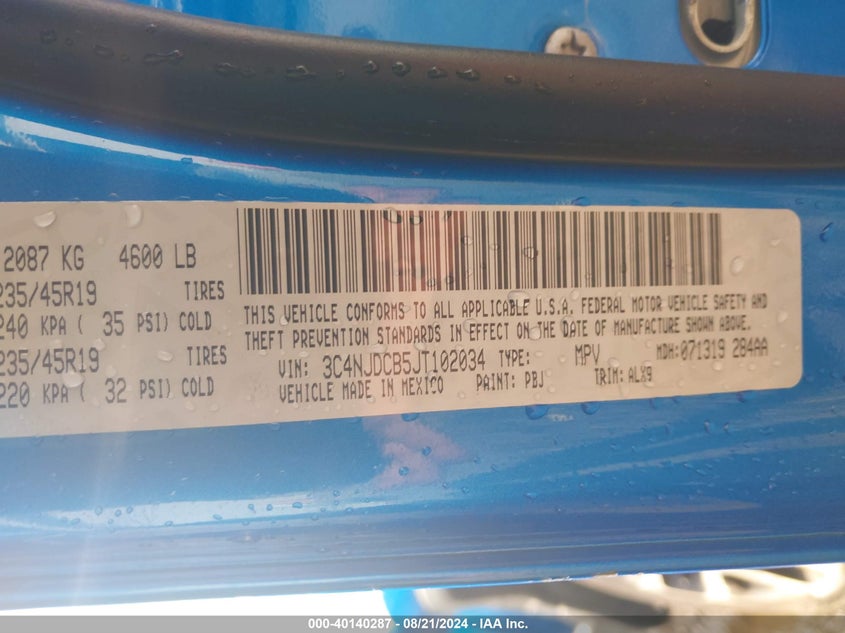 2087 KG 4600 LB
235/45R19 TIRES
240 KPA ( 35 PSI) COLD
235/45R19 TIRES
220 KPA ( 32 PSI) COLD
THIS VEHICLE CONFORMS TO ALL APPLICABLE U.S.A. FEDERAL MOTOR VEHICLE SAFETY AND
THEFT PREVENTION STANDARDS IN EFFECT ON THE DATE OF MANUFACTURE SHOWN ABOVE.
VIN: 3C4NJDCB5JT102034 TYPE: MPV MDH:071319 284AA
VEHICLE MADE IN MEXICO PAINT: PBJ TRIM: ALX9
000-40140287 - 08/21/2024 - IAA Inc.